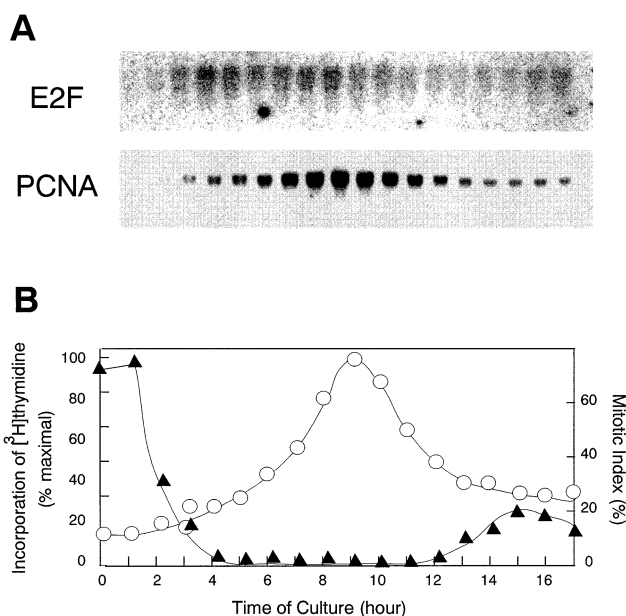 A
E2F
PCNA
B
Incorporation of [³H]thymidine
(% maximal)
100
80
60
40
20
0
60
40
20
0
Mitotic Index (%)
0 2 4 6 8 10 12 14 16
Time of Culture (hour)